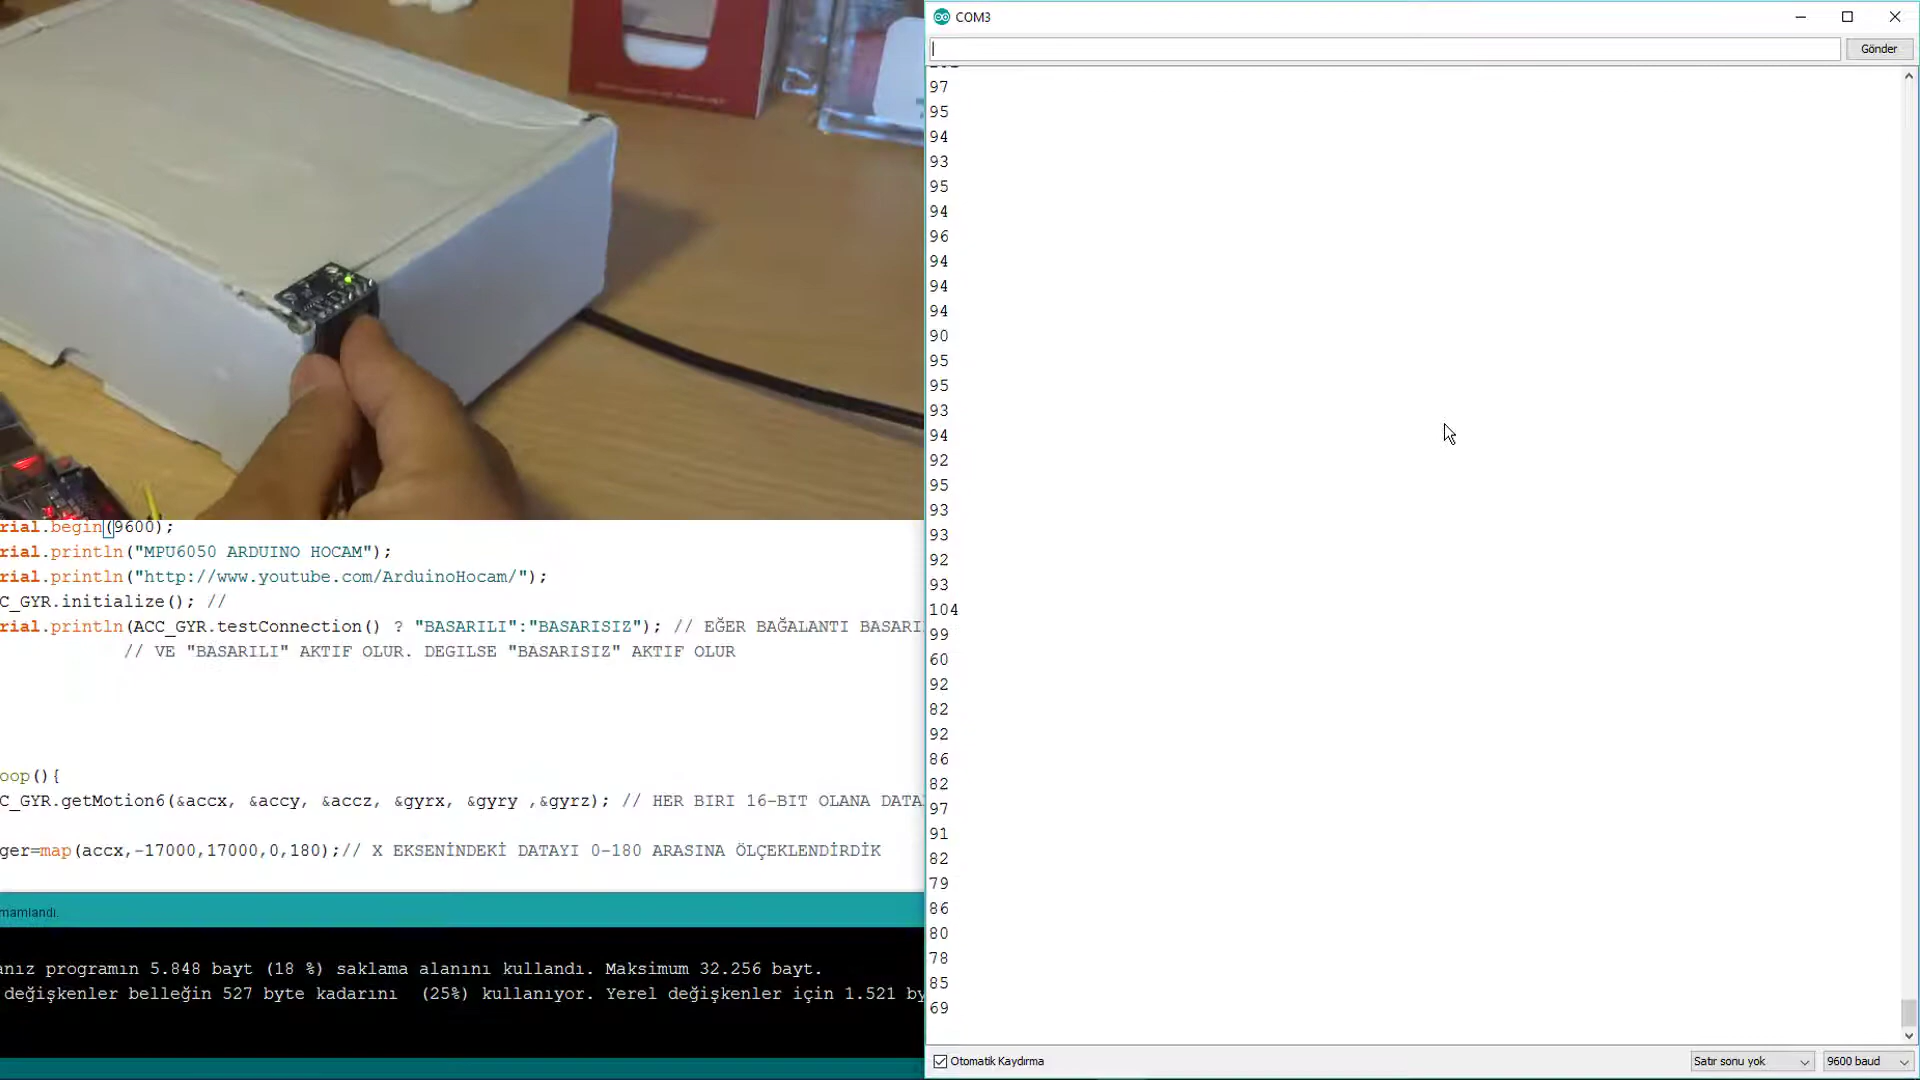 COM3
Gönder
97
95
94
93
95
94
96
94
94
94
90
95
95
93
94
92
95
93
93
92
93
104
99
60
92
82
92
86
82
97
91
82
79
86
80
78
85
69
Otomatik Kaydırma
Satır sonu yok
9600 baud
rial.begin(9600);
rial.println("MPU6050 ARDUINO HOCAM");
rial.println("http://www.youtube.com/ArduinoHocam/");
C_GYR.initialize(); //
rial.println(ACC_GYR.testConnection() ? "BASARILI":"BASARISIZ"); // EĞER BAĞALANTI BASARI
// VE "BASARILI" AKTIF OLUR. DEGILSE "BASARISIZ" AKTIF OLUR
oop(){
C_GYR.getMotion6(&accx, &accy, &accz, &gyrx, &gyry ,&gyrz); // HER BIRI 16-BIT OLANA DATA
ger=map(accx,-17000,17000,0,180);// X EKSENİNDEKİ DATAYI 0-180 ARASINA ÖLÇEKLENDİRDİK
mamlandı.
anız programın 5.848 bayt (18 %) saklama alanını kullandı. Maksimum 32.256 bayt.
değişkenler belleğin 527 byte kadarını (25%) kullanıyor. Yerel değişkenler için 1.521 by